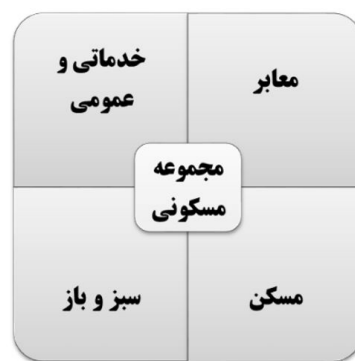 معابر
خدماتی و
عمومی
مجموعه
مسکونی
مسکن
سبز و باز